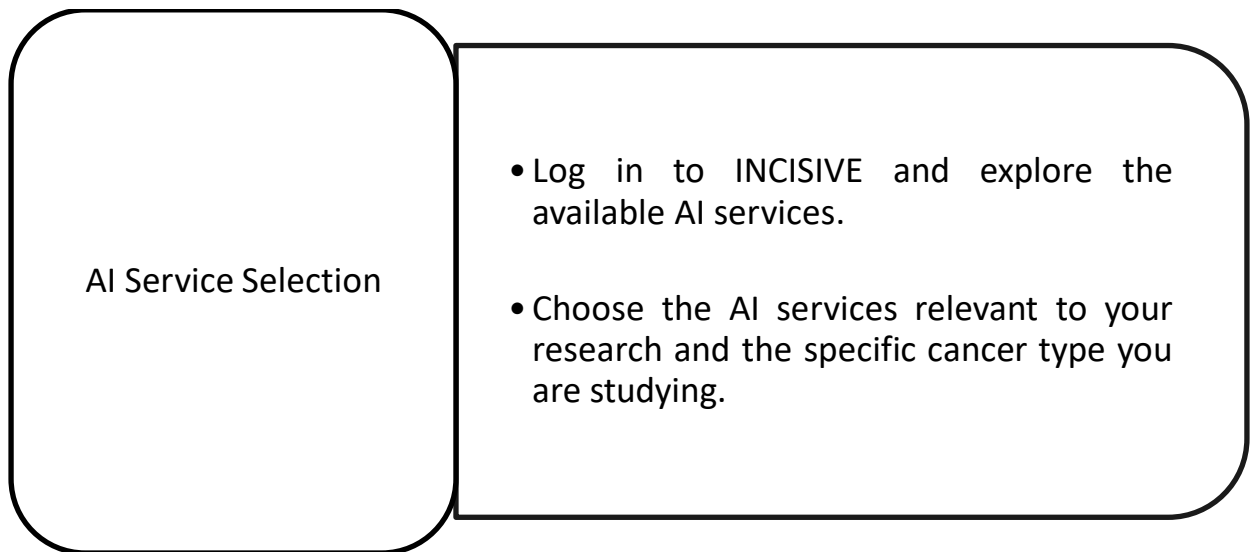 AI Service Selection
• Log in to INCISIVE and explore the
available AI services.
• Choose the AI services relevant to your
research and the specific cancer type you
are studying.